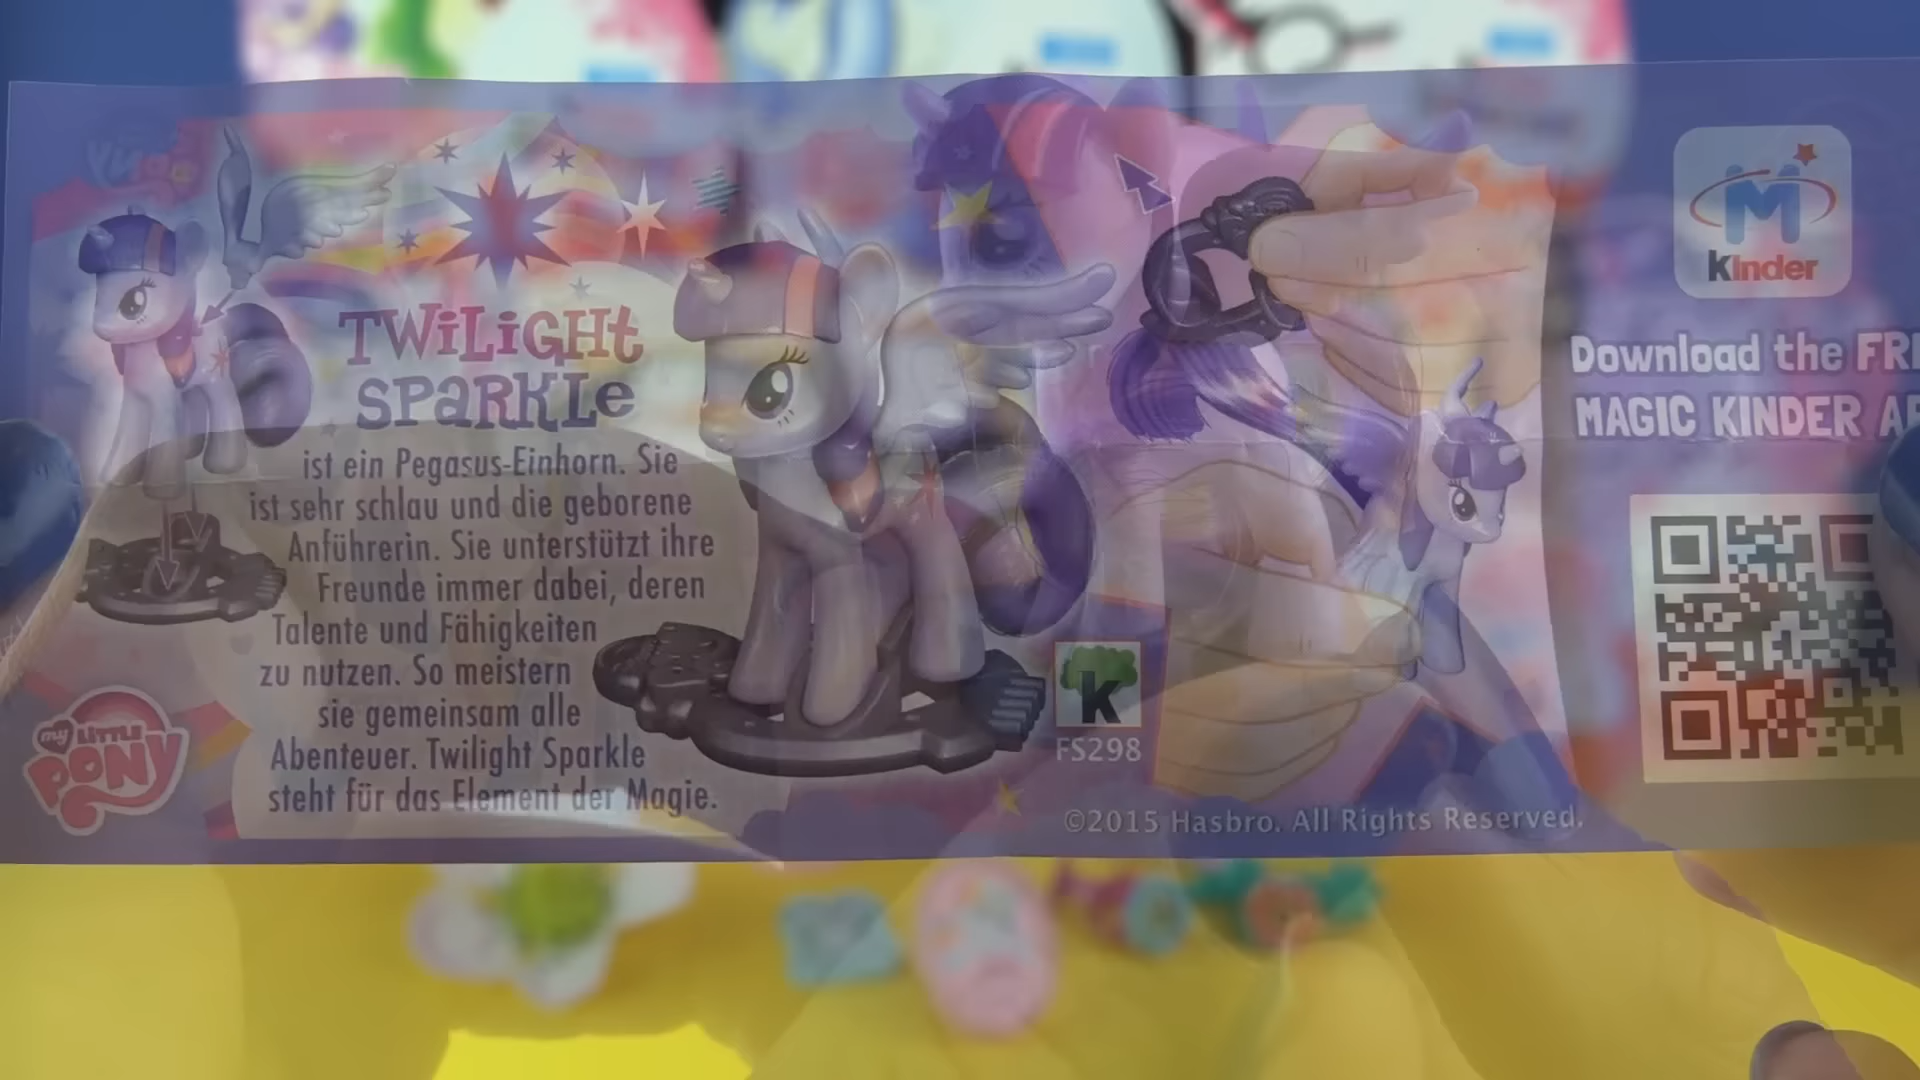 TWiLiGHt
SPaRKLe
ist ein Pegasus-Einhorn. Sie
ist sehr schlau und die geborene
Anführerin. Sie unterstützt ihre
Freunde immer dabei, deren
Talente und Fähigkeiten
zu nutzen. So meistern
sie gemeinsam alle
Abenteuer. Twilight Sparkle
steht für das Element der Magie.
my LITTLE
PONY
K
FS298
©2015 Hasbro. All Rights Reserved.
M
kinder
Download the
MAGIC KINDER